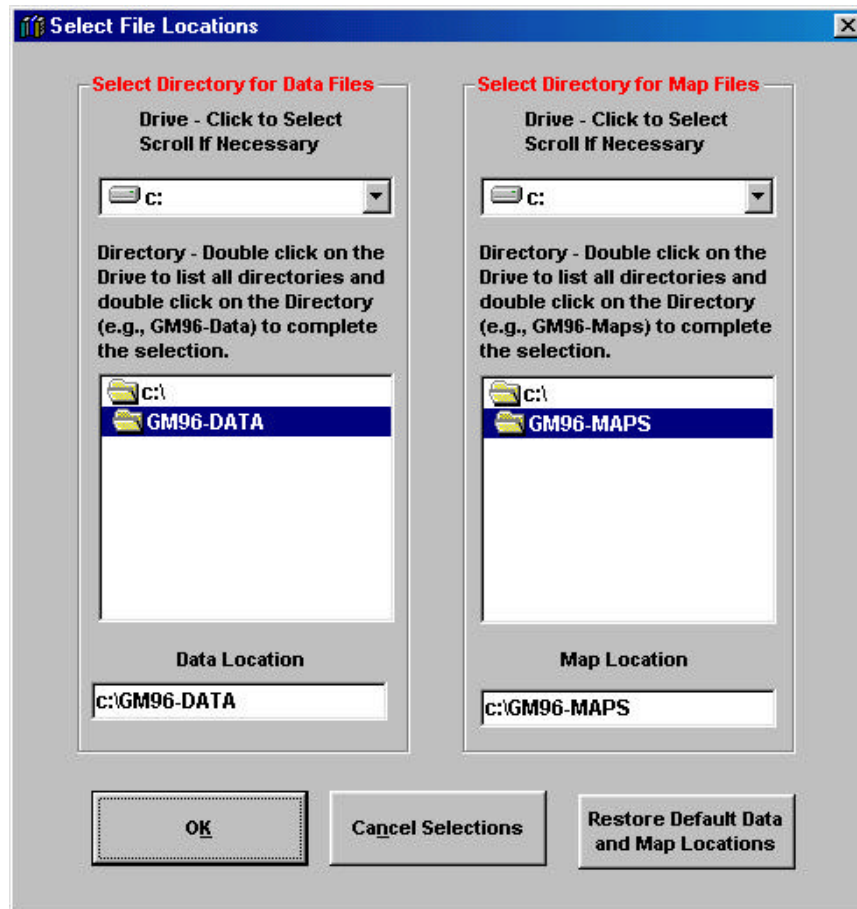 Select File Locations
Select Directory for Data Files
Drive - Click to Select
Scroll If Necessary
c:
Directory - Double click on the
Drive to list all directories and
double click on the Directory
(e.g., GM96-Data) to complete
the selection.
c:\
GM96-DATA
Data Location
c:\GM96-DATA
Select Directory for Map Files
Drive - Click to Select
Scroll If Necessary
c:
Directory - Double click on the
Drive to list all directories and
double click on the Directory
(e.g., GM96-Maps) to complete
the selection.
c:\
GM96-MAPS
Map Location
c:\GM96-MAPS
OK
Cancel Selections
Restore Default Data
and Map Locations